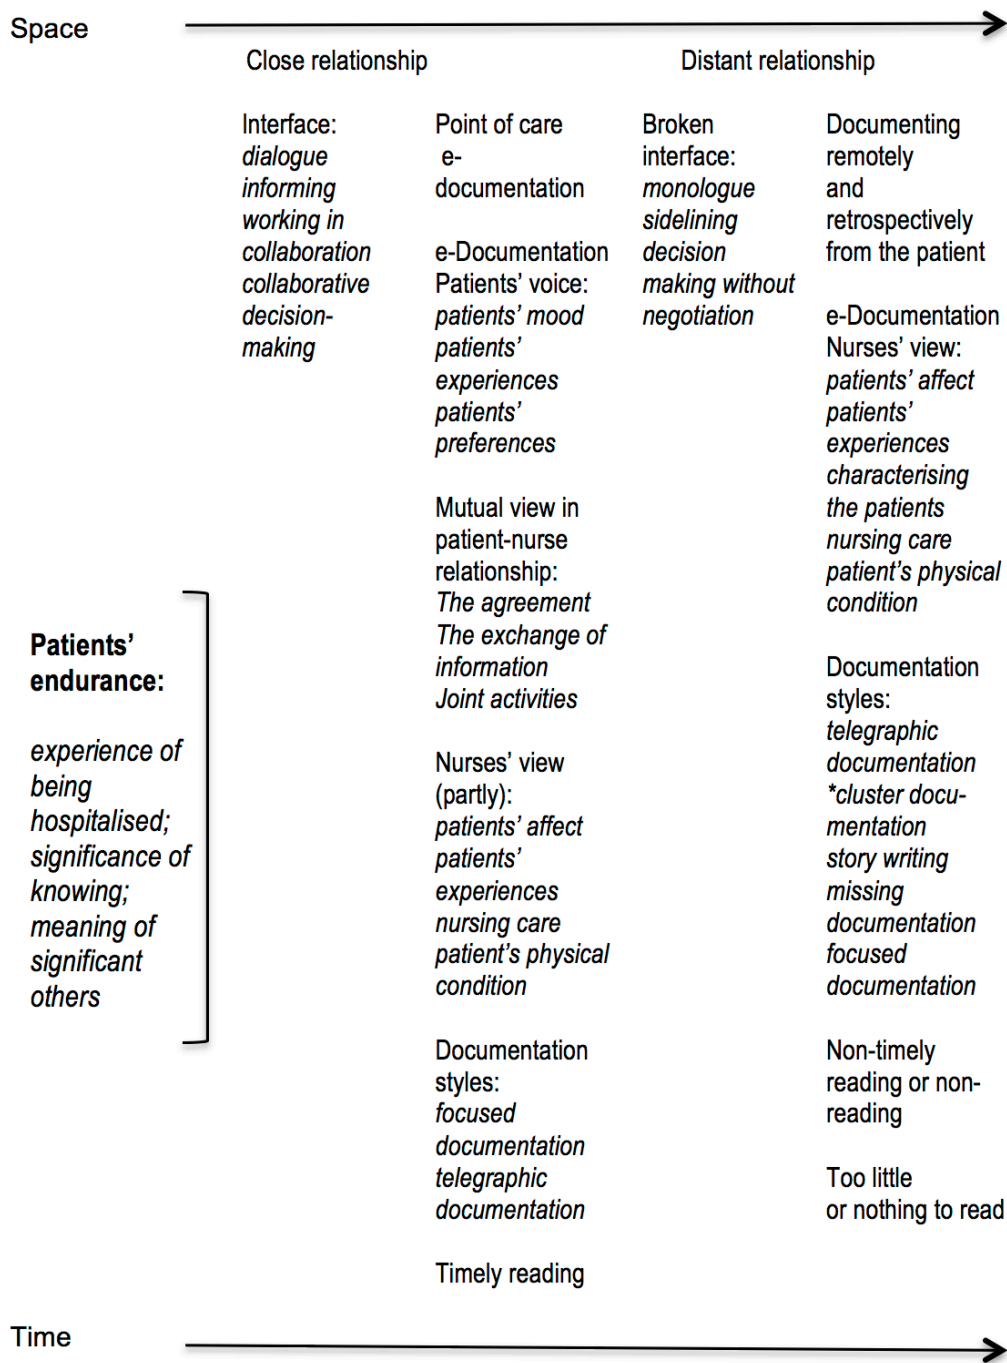 Space
Close relationship
Distant relationship
Interface:
dialogue
informing
working in
collaboration
collaborative
decision-
making
Point of care
e-
documentation
e-Documentation
Patients’ voice:
patients’ mood
patients’
experiences
patients’
preferences
Mutual view in
patient-nurse
relationship:
The agreement
The exchange of
information
Joint activities
Nurses’ view
(partly):
patients’ affect
patients’
experiences
nursing care
patient’s physical
condition
Documentation
styles:
focused
documentation
telegraphic
documentation
Timely reading
Broken
interface:
monologue
sidelining
decision
making without
negotiation
Documenting
remotely
and
retrospectively
from the patient
e-Documentation
Nurses’ view:
patients’ affect
patients’
experiences
characterising
the patients
nursing care
patient’s physical
condition
Documentation
styles:
telegraphic
documentation
*cluster docu-
mentation
story writing
missing
documentation
focused
documentation
Non-timely
reading or non-
reading
Too little
or nothing to read
Patients’
endurance:
experience of
being
hospitalised;
significance of
knowing;
meaning of
significant
others
Time